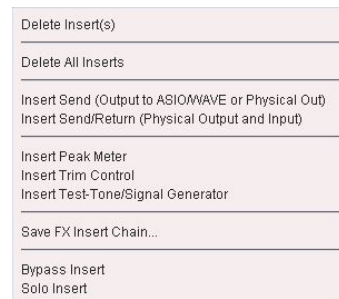 Delete Insert(s)
Delete All Inserts
Insert Send (Output to ASIO/WAVE or Physical Out)
Insert Send/Return (Physical Output and Input)
Insert Peak Meter
Insert Trim Control
Insert Test-Tone/Signal Generator
Save FX Insert Chain...
Bypass Insert
Solo Insert